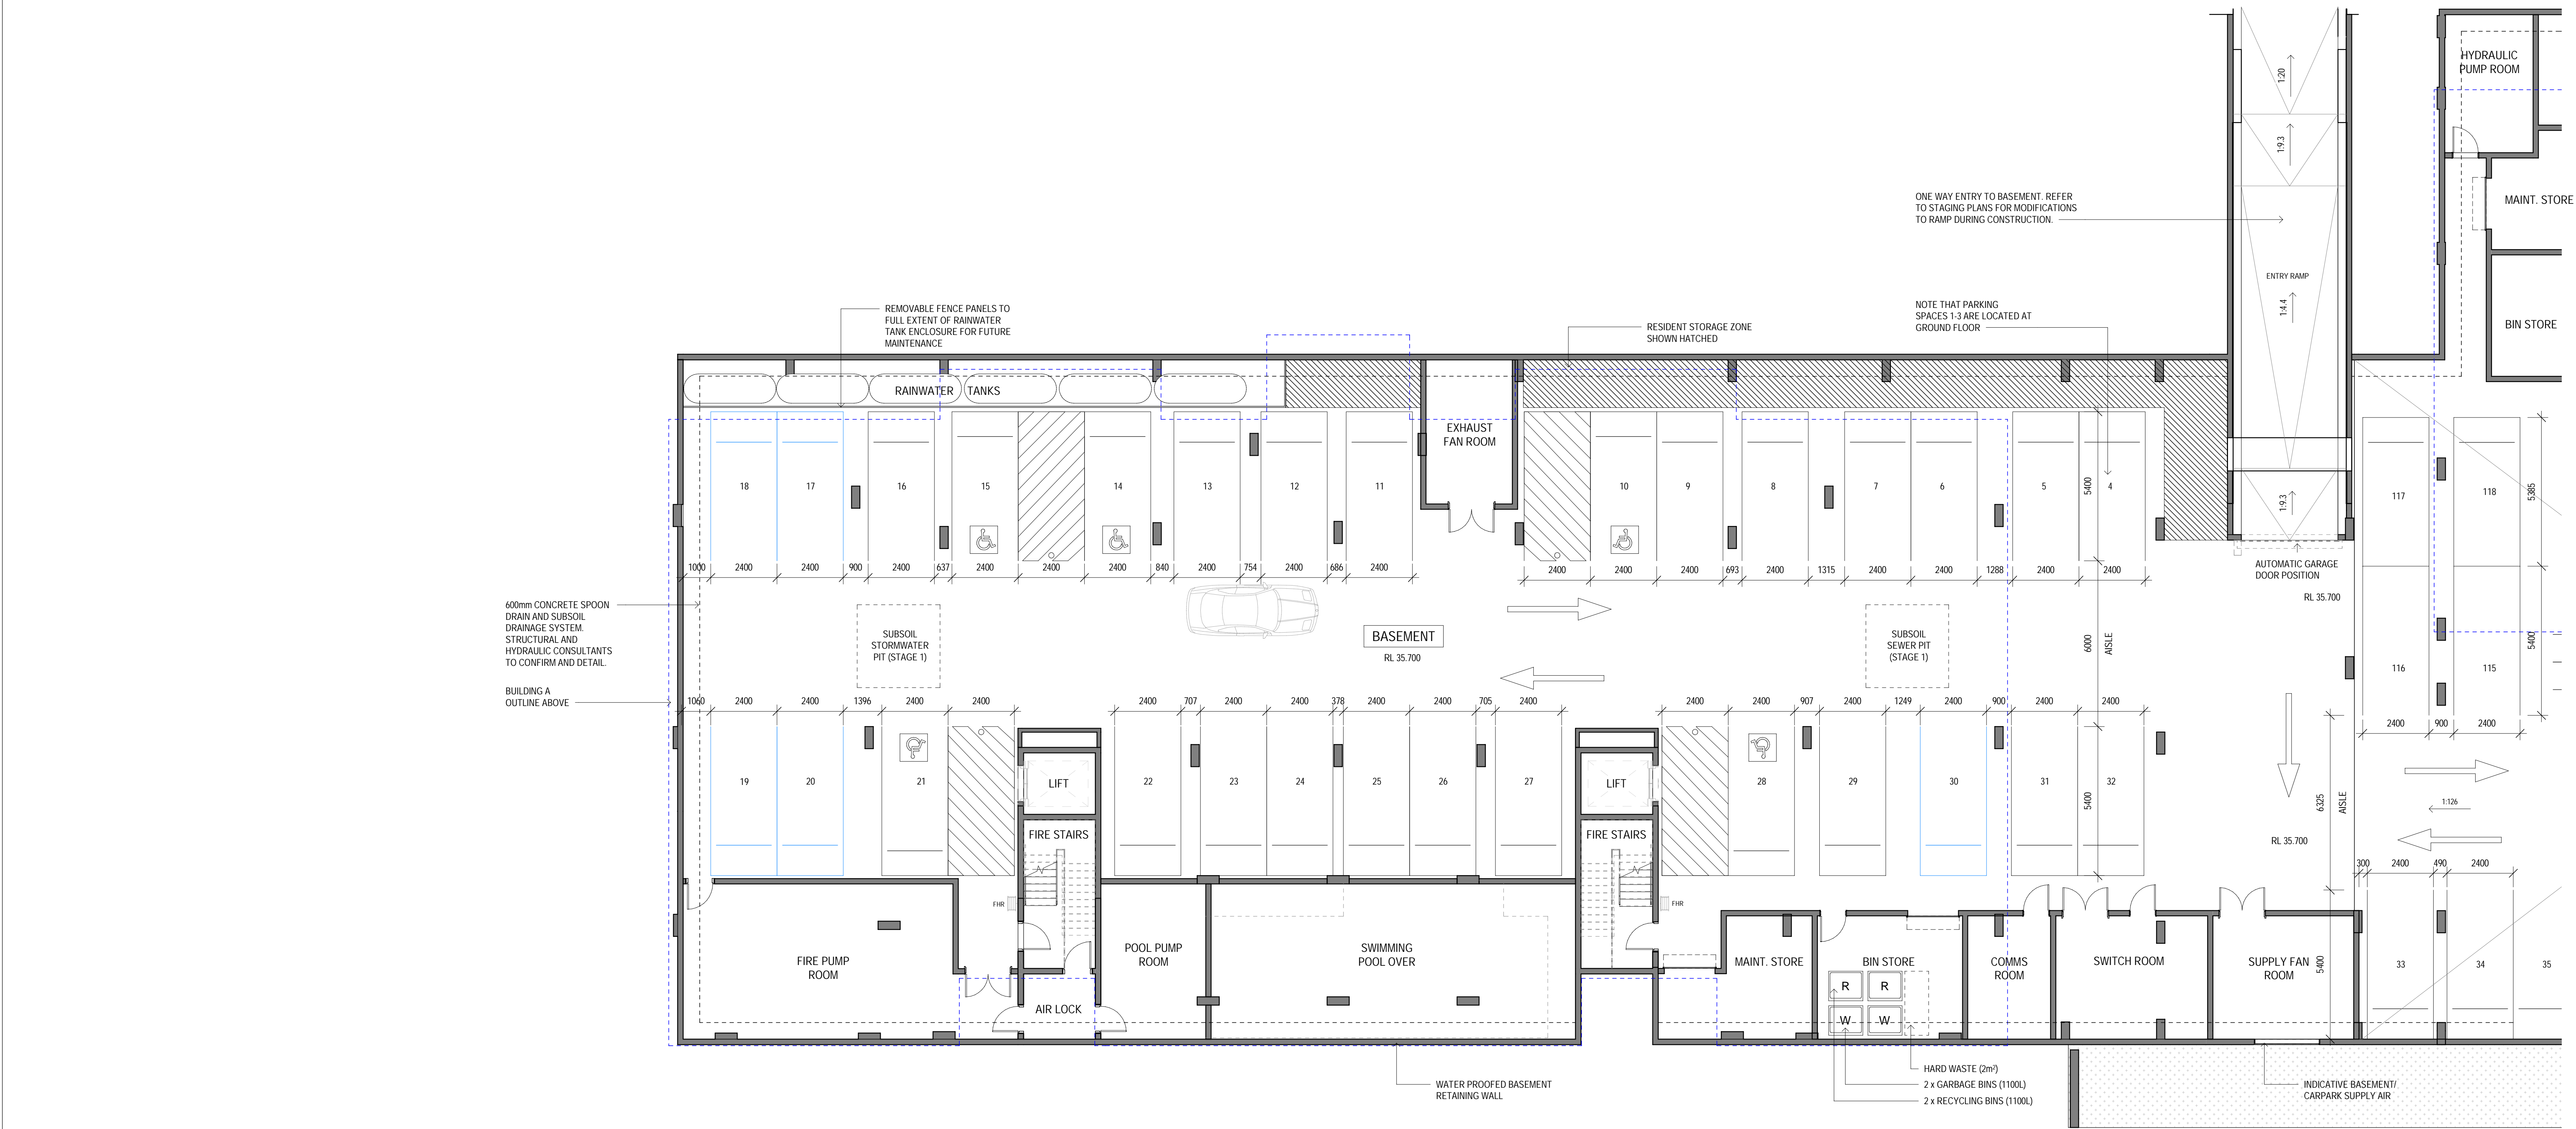 HYDRAULIC
PUMP ROOM
1:20
1:9.3
MAINT. STORE
ONE WAY ENTRY TO BASEMENT. REFER
TO STAGING PLANS FOR MODIFICATIONS
TO RAMP DURING CONSTRUCTION.
ENTRY RAMP
1:4.4
BIN STORE
REMOVABLE FENCE PANELS TO
FULL EXTENT OF RAINWATER
TANK ENCLOSURE FOR FUTURE
MAINTENANCE
RESIDENT STORAGE ZONE
SHOWN HATCHED
NOTE THAT PARKING
SPACES 1-3 ARE LOCATED AT
GROUND FLOOR
RAINWATER TANKS
EXHAUST
FAN ROOM
18 17 16 15 14 13 12 11 10 9 8 7 6 5 4
5400
1:9.3
117 118
5385
1000 2400 2400 900 2400 637 2400 2400 2400 840 2400 754 2400 686 2400
2400 2400 2400 693 2400 1315 2400 2400 1288 2400 2400
AUTOMATIC GARAGE
DOOR POSITION
RL 35.700
600mm CONCRETE SPOON
DRAIN AND SUBSOIL
DRAINAGE SYSTEM.
STRUCTURAL AND
HYDRAULIC CONSULTANTS
TO CONFIRM AND DETAIL.
SUBSOIL
STORMWATER
PIT (STAGE 1)
BASEMENT
RL 35.700
SUBSOIL
SEWER PIT
(STAGE 1)
6000
AISLE
5400
116 115
BUILDING A
OUTLINE ABOVE
1060 2400 2400 1396 2400 2400
2400 707 2400 2400 378 2400 2400 705 2400
2400 2400 907 2400 1249 2400 900 2400 2400
2400 900 2400
19 20 21
LIFT
22 23 24 25 26 27
LIFT
28 29 30 31 32
5400
6325
AISLE
1:126
RL 35.700
FIRE STAIRS
FIRE STAIRS
300 2400 490 2400
FHR
FHR
FIRE PUMP
ROOM
POOL PUMP
ROOM
SWIMMING
POOL OVER
MAINT. STORE
BIN STORE
COMMS
ROOM
SWITCH ROOM
SUPPLY FAN
ROOM
5400
33 34 35
R R
W W
AIR LOCK
WATER PROOFED BASEMENT
RETAINING WALL
HARD WASTE (2m²)
2 x GARBAGE BINS (1100L)
2 x RECYCLING BINS (1100L)
INDICATIVE BASEMENT/
CARPARK SUPPLY AIR